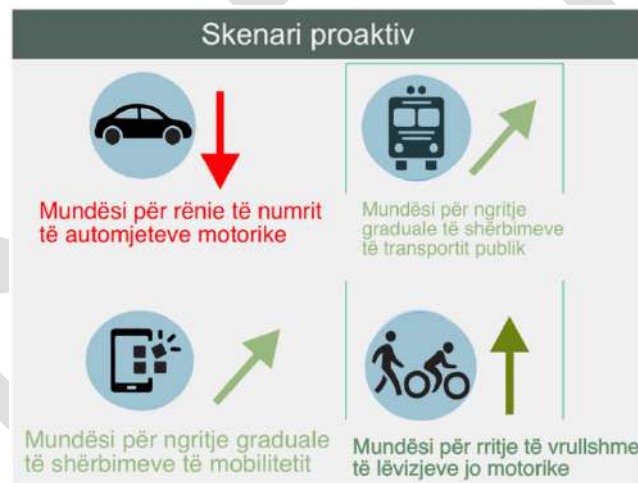 Skenari proaktiv
Mundësi për rënie të numrit
të automjeteve motorike
Mundësi për ngritje
graduale të shërbimeve
të transportit publik
Mundësi për ngritje graduale
të shërbimeve të mobilitetit
Mundësi për rritje të vrullshme
të lëvizjeve jo motorike